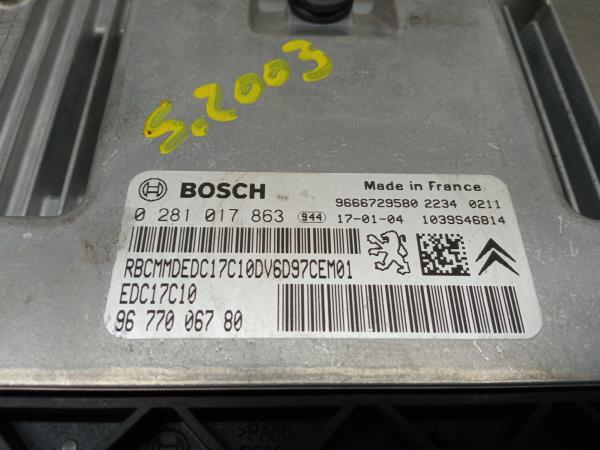 S.2003
BOSCH
Made in France
9666729580 2234 0211
0 281 017 863 944 17-01-04 1039S46814
RBCMMDEDC17C10DV6D97CEM01
EDC17C10
96 770 067 80
>PA66-